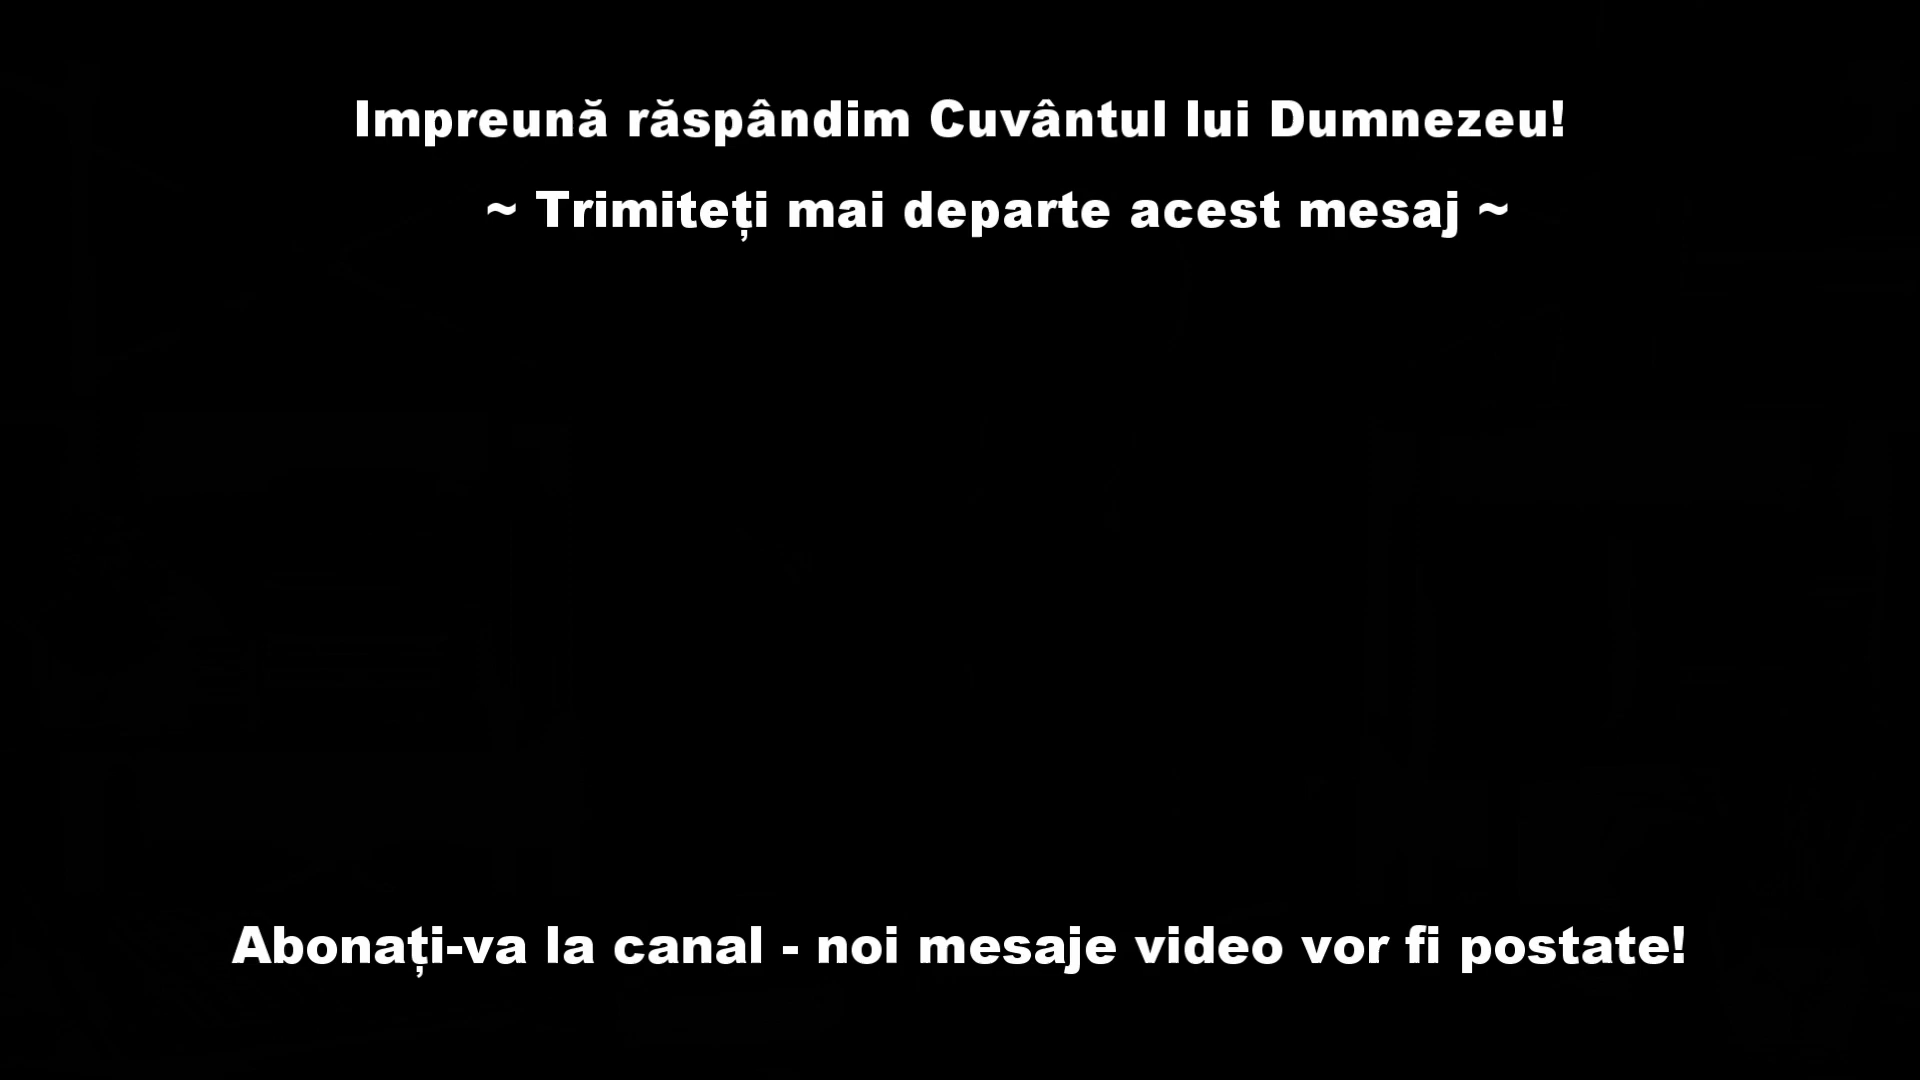 Impreună răspândim Cuvântul lui Dumnezeu!
~ Trimiteți mai departe acest mesaj ~
Abonați-va la canal - noi mesaje video vor fi postate!